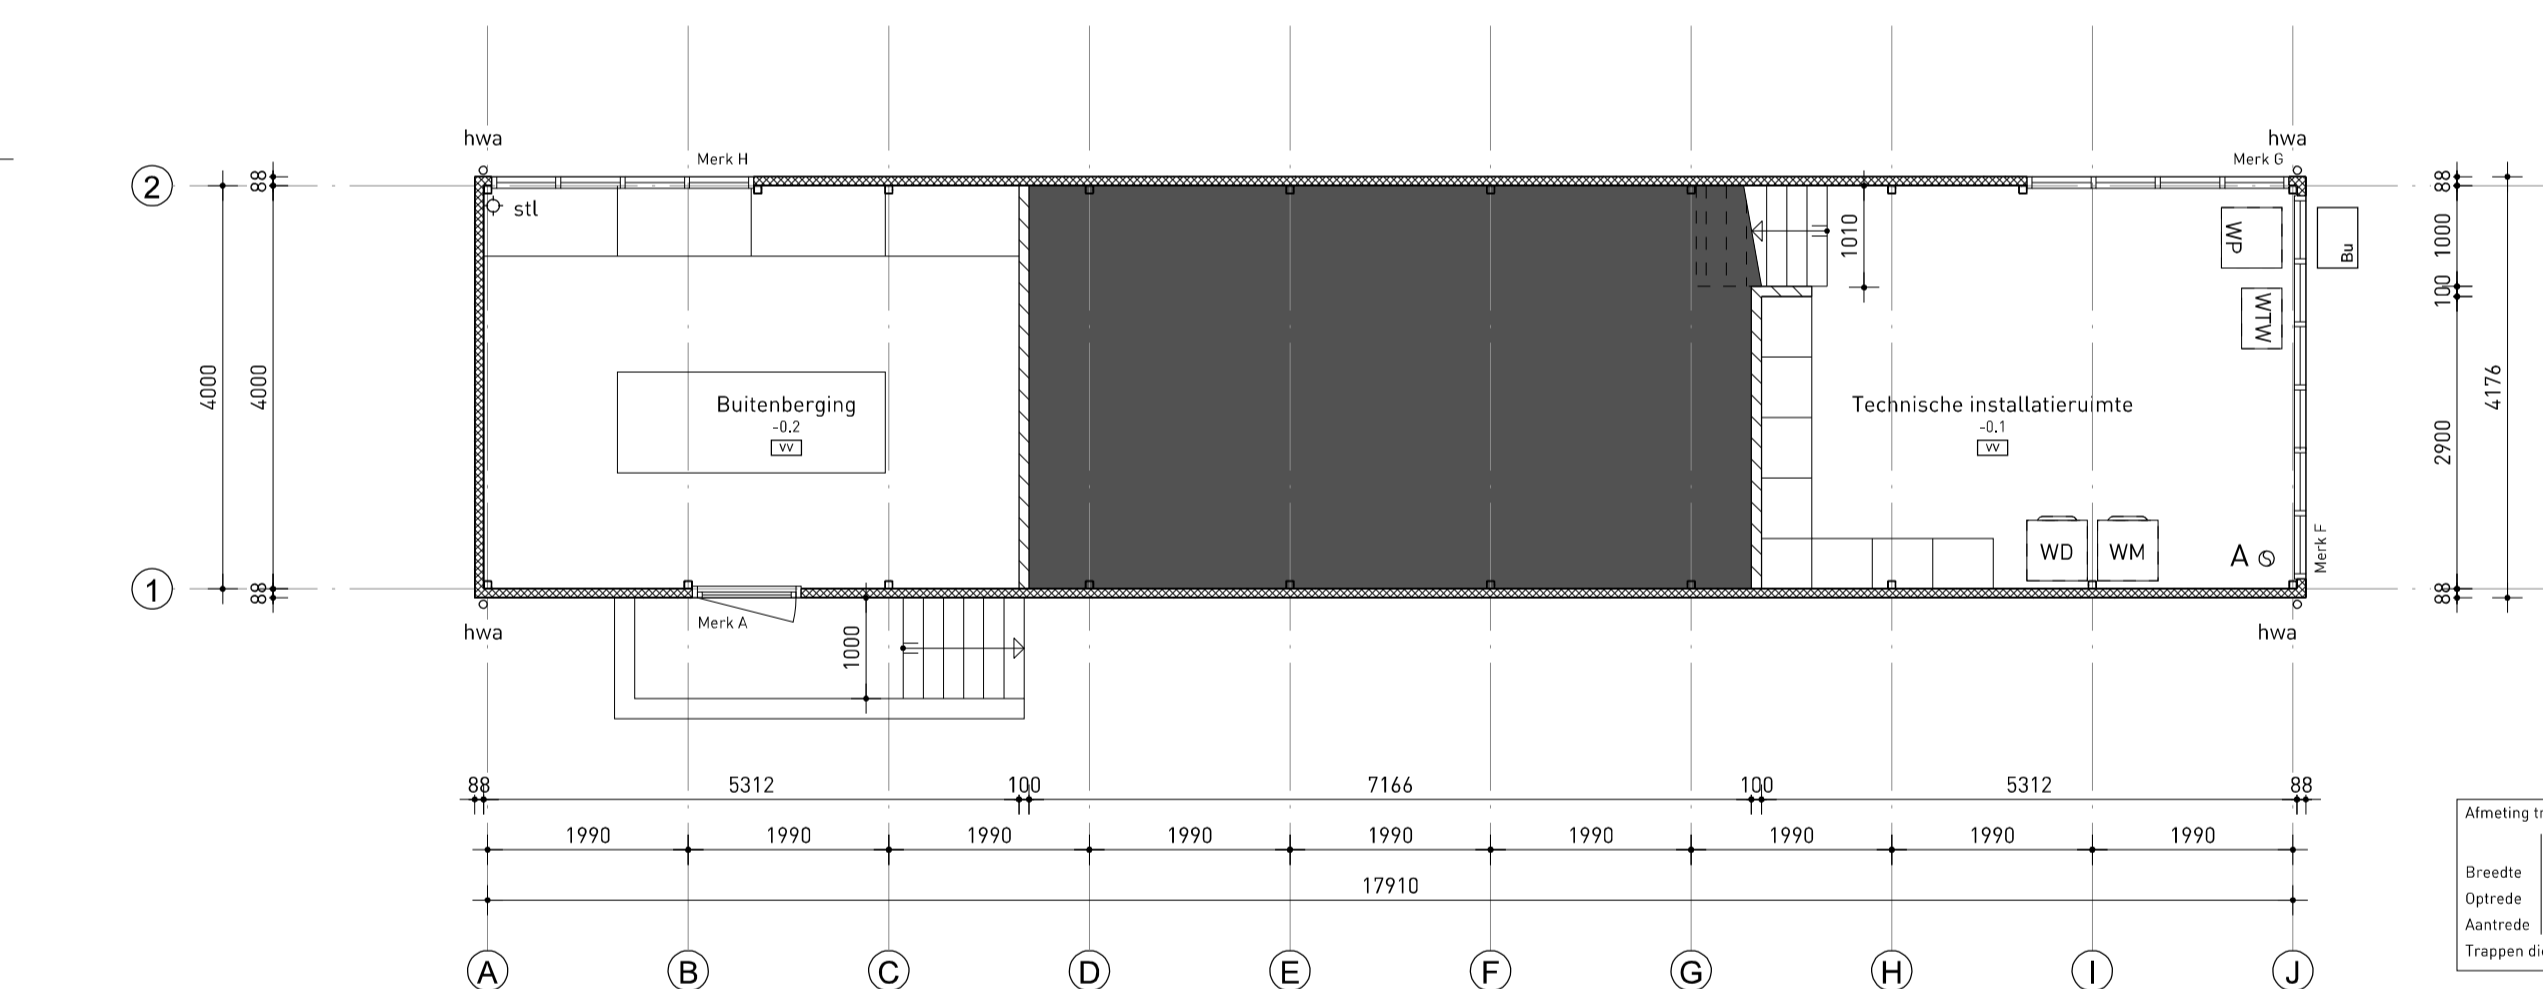 hwa
hwa
Merk H
Merk G
2
88
stl
88
1010
1000
WP
Bu
100
WTW
4000
4000
Buitenberging
-0.2
vv
Technische installatieruimte
-0.1
vv
4176
2900
WD
WM
A
Merk F
1
88
88
Merk A
hwa
hwa
1000
88
5312
100
7166
100
5312
88
1990
1990
1990
1990
1990
1990
1990
1990
1990
17910
Afmeting
Breedte
Optrede
Aantrede
Trappen
A
B
C
D
E
F
G
H
I
J